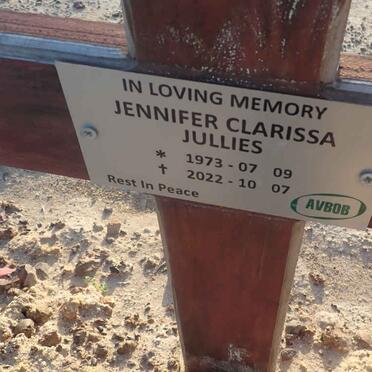 IN LOVING MEMORY
JENNIFER CLARISSA
JULLIES
* 1973 - 07 09
† 2022 - 10 07
Rest In Peace
AVBOB